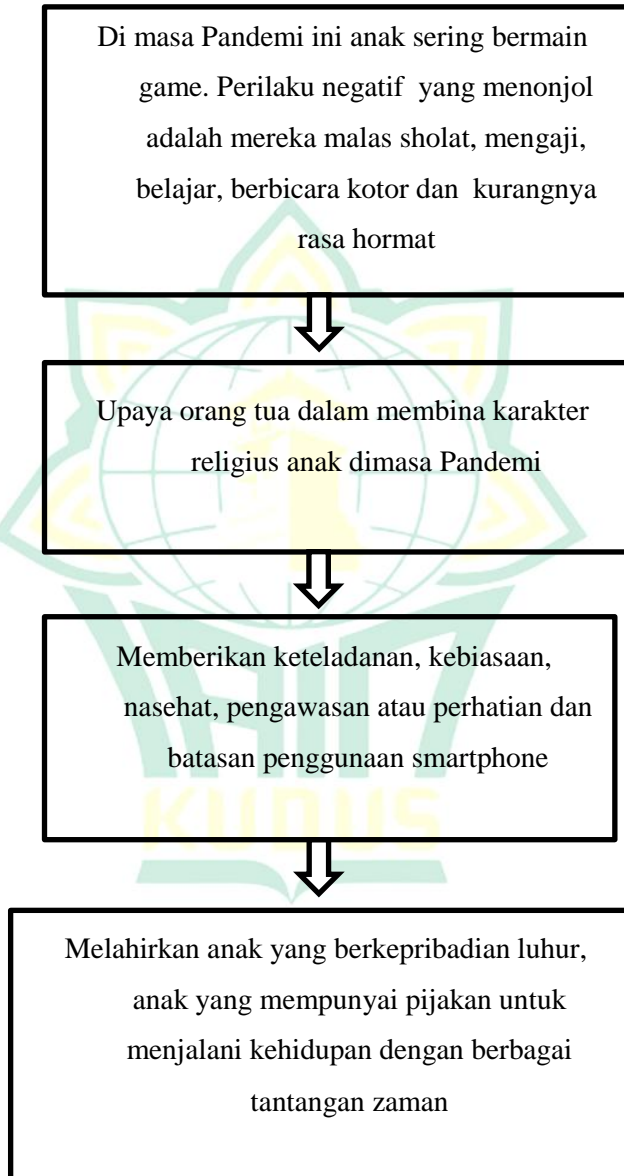 Di masa Pandemi ini anak sering bermain
game. Perilaku negatif yang menonjol
adalah mereka malas sholat, mengaji,
belajar, berbicara kotor dan kurangnya
rasa hormat
Upaya orang tua dalam membina karakter
religius anak dimasa Pandemi
Memberikan keteladanan, kebiasaan,
nasehat, pengawasan atau perhatian dan
batasan penggunaan smartphone
Melahirkan anak yang berkepribadian luhur,
anak yang mempunyai pijakan untuk
menjalani kehidupan dengan berbagai
tantangan zaman
IAIN
KUDUS